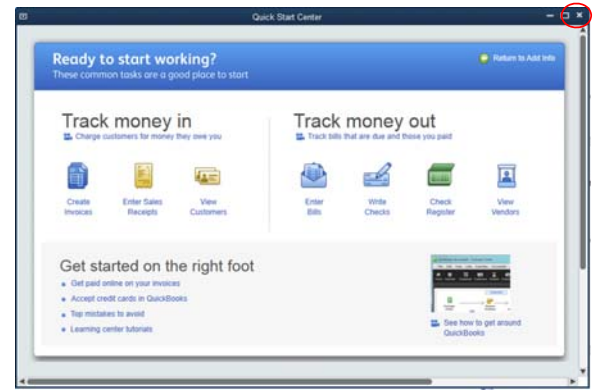 Quick Start Center
Ready to start working?
These common tasks are a good place to start
Return to Add Info
Track money in
Charge customers for money they owe you
Create
Invoices
Enter Sales
Receipts
View
Customers
Track money out
Track bills that are due and those you paid
Enter
Bills
Write
Checks
Check
Register
View
Vendors
Get started on the right foot
Get paid online on your invoices
Accept credit cards in QuickBooks
Top mistakes to avoid
Learning center tutorials
See how to get around
QuickBooks